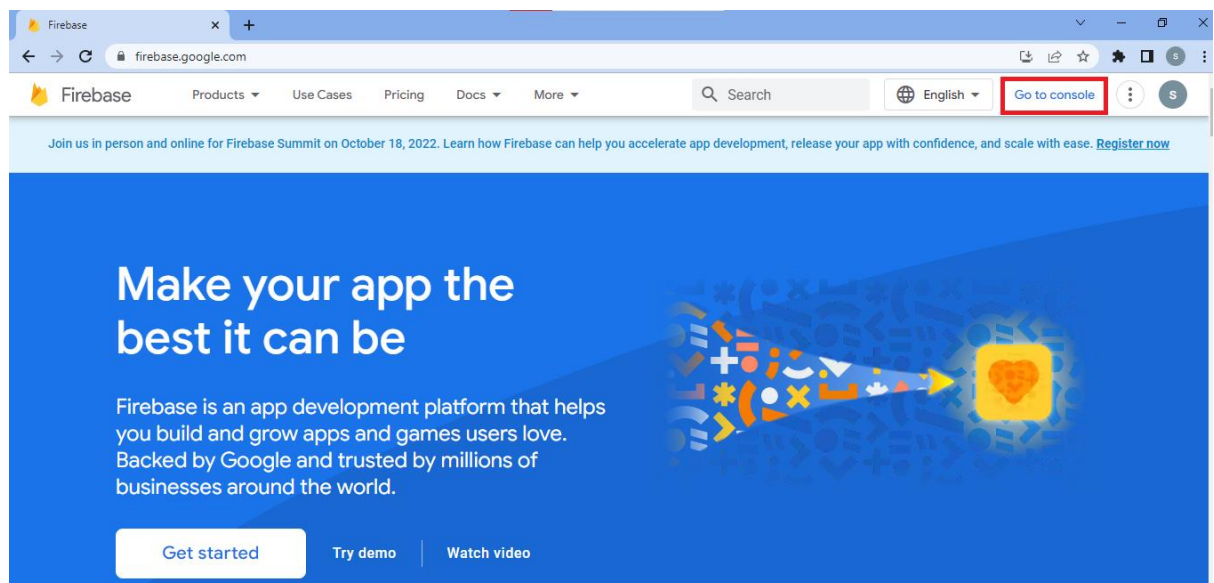 Firebase
firebase.google.com
S
Firebase Products Use Cases Pricing Docs More Search English Go to console S
Join us in person and online for Firebase Summit on October 18, 2022. Learn how Firebase can help you accelerate app development, release your app with confidence, and scale with ease. Register now
Make your app the
best it can be
Firebase is an app development platform that helps
you build and grow apps and games users love.
Backed by Google and trusted by millions of
businesses around the world.
Get started Try demo Watch video